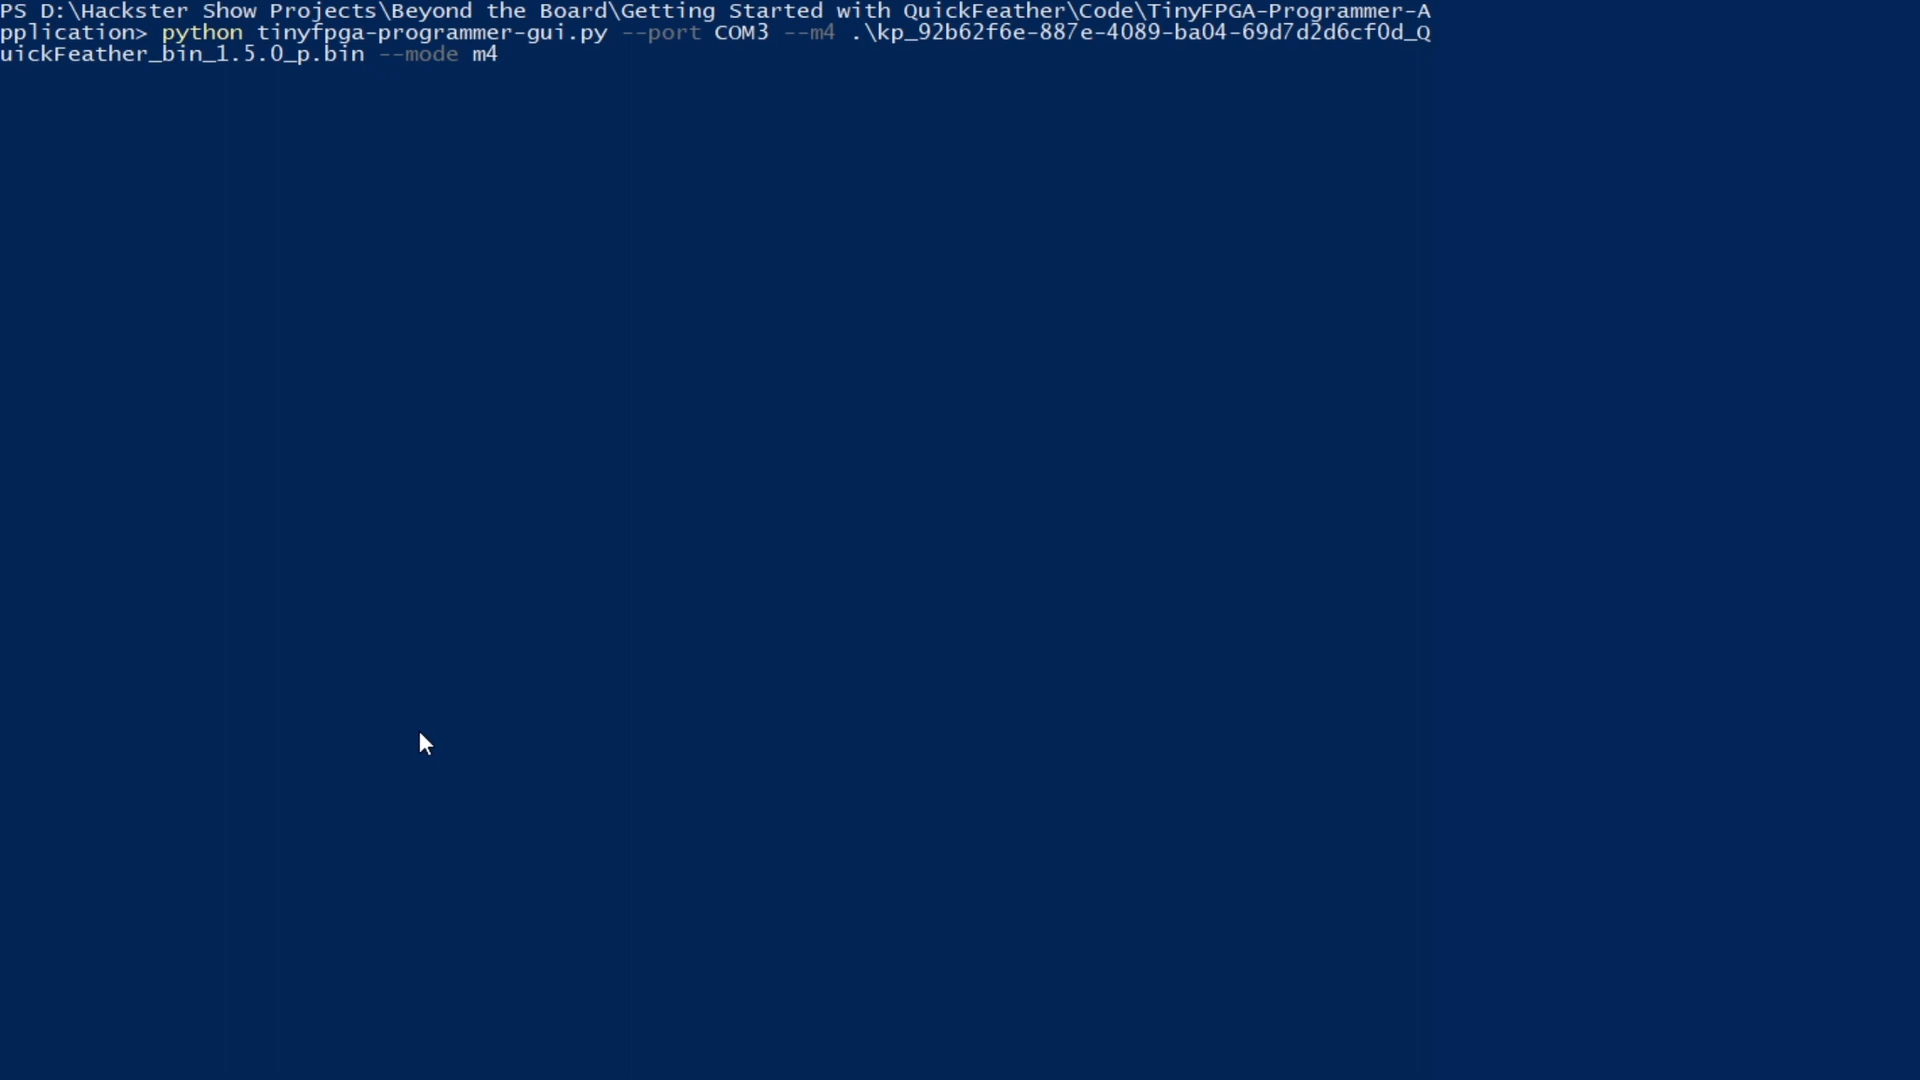 PS D:\Hackster Show Projects\Beyond the Board\Getting Started with QuickFeather\Code\TinyFPGA-Programmer-A
pplication> python tinyfpga-programmer-gui.py --port COM3 --m4 .\kp_92b62f6e-887e-4089-ba04-69d7d2d6cf0d_Q
uickFeather_bin_1.5.0_p.bin --mode m4